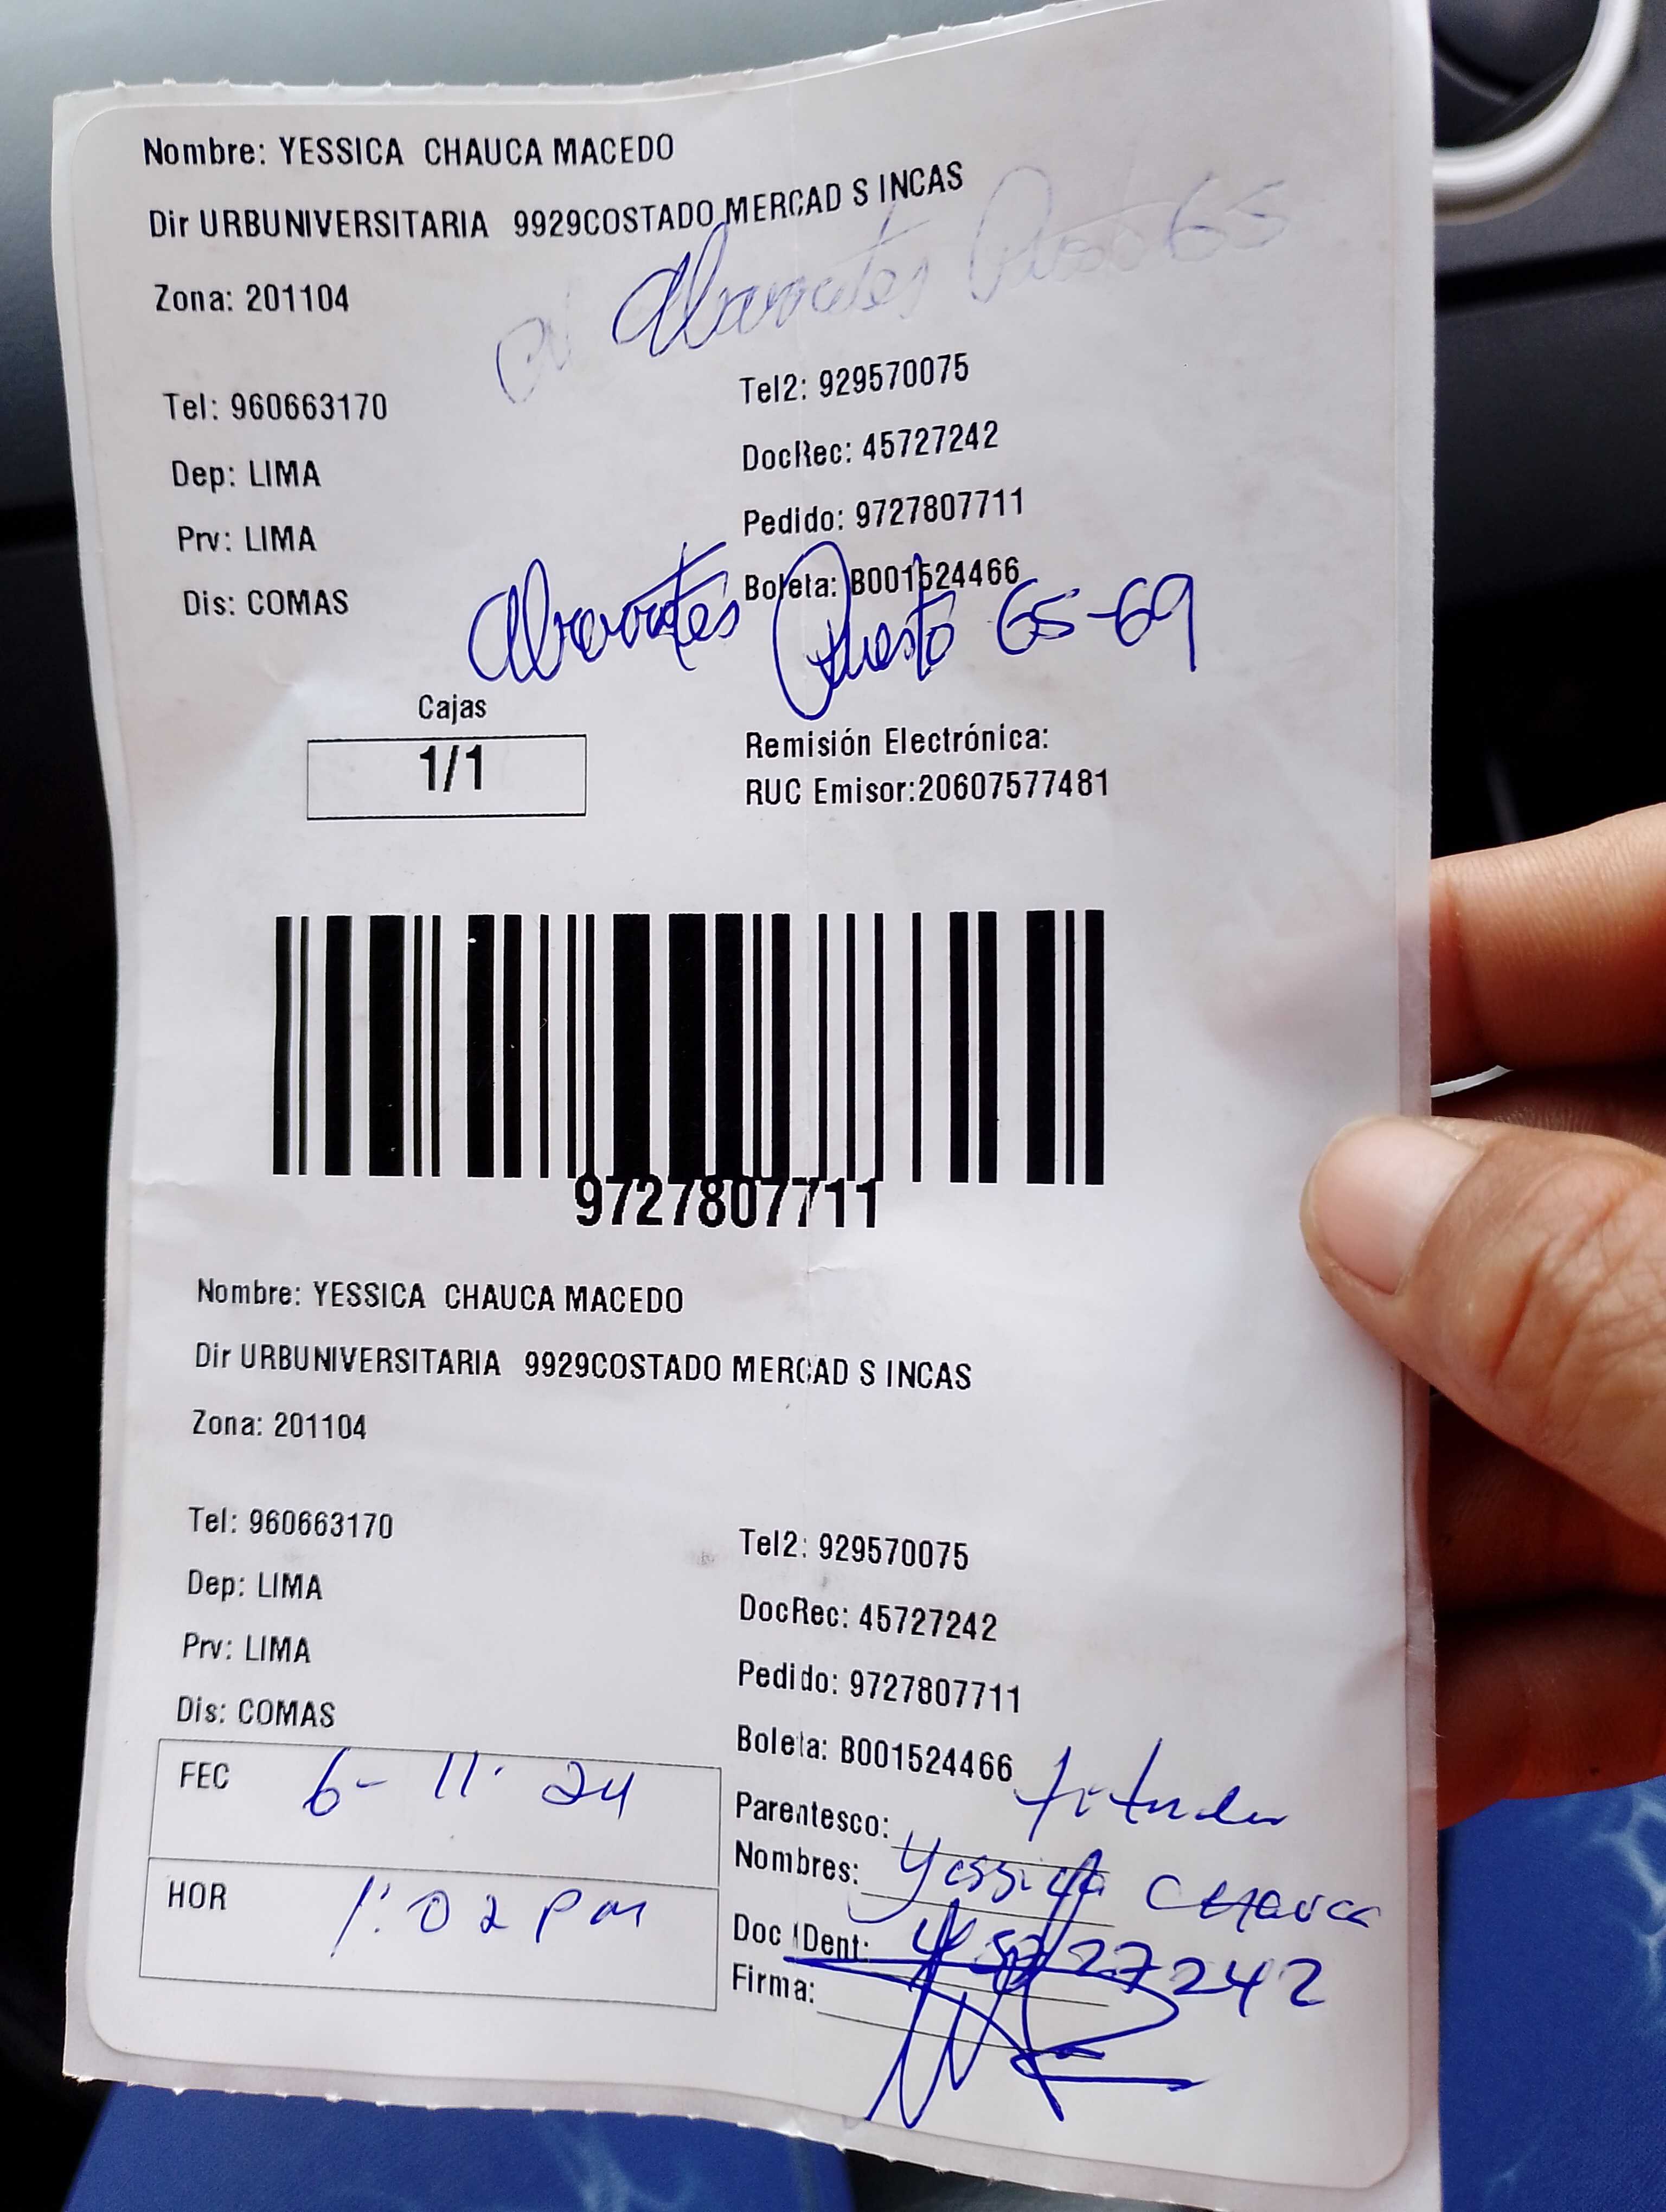 Nombre: YESSICA CHAUCA MACEDO
Dir URBUNIVERSITARIA 9929COSTADO MERCAD S INCAS
Zona: 201104
Abarrotes Puesto 65
Tel: 960663170 Tel2: 929570075
DocRec: 45727242
Dep: LIMA
Pedido: 9727807711
Prv: LIMA
Boleta: B001524466
Dis: COMAS
Abarrotes Puesto 65-69
Cajas
1/1
Remisión Electrónica:
RUC Emisor:20607577481
9727807711
Nombre: YESSICA CHAUCA MACEDO
Dir URBUNIVERSITARIA 9929COSTADO MERCAD S INCAS
Zona: 201104
Tel: 960663170 Tel2: 929570075
Dep: LIMA DocRec: 45727242
Prv: LIMA Pedido: 9727807711
Dis: COMAS Boleta: B001524466
FEC 6- 11. 24
HOR 1:02 pm
Parentesco:
Nombres: Yessica Chauca
Doc IDent: 45727242
Firma: